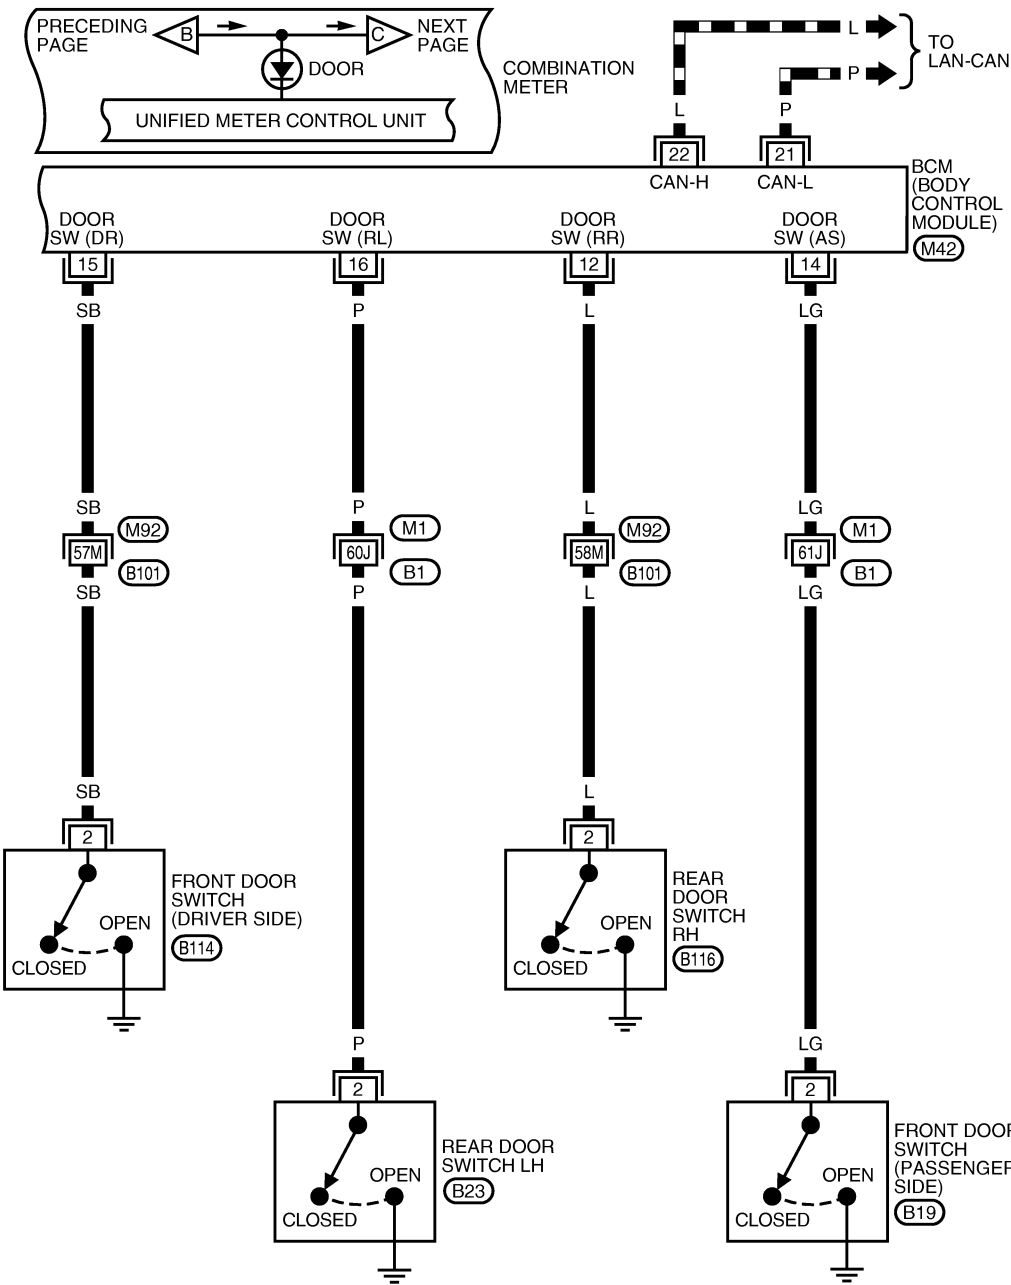 PRECEDING
PAGE
B
C
NEXT
PAGE
DOOR
COMBINATION
METER
UNIFIED METER CONTROL UNIT
L
P
TO
LAN-CAN
L
P
22
21
CAN-H
CAN-L
BCM
(BODY
CONTROL
MODULE)
M42
DOOR
SW (DR)
DOOR
SW (RL)
DOOR
SW (RR)
DOOR
SW (AS)
15
16
12
14
SB
P
L
LG
SB
P
L
LG
57M
M92
B101
60J
M1
B1
58M
M92
B101
61J
M1
B1
SB
P
L
LG
SB
L
2
2
OPEN
CLOSED
FRONT DOOR
SWITCH
(DRIVER SIDE)
B114
OPEN
CLOSED
REAR
DOOR
SWITCH
RH
B116
P
LG
2
2
OPEN
CLOSED
REAR DOOR
SWITCH LH
B23
OPEN
CLOSED
FRONT DOOR
SWITCH
(PASSENGER
SIDE)
B19